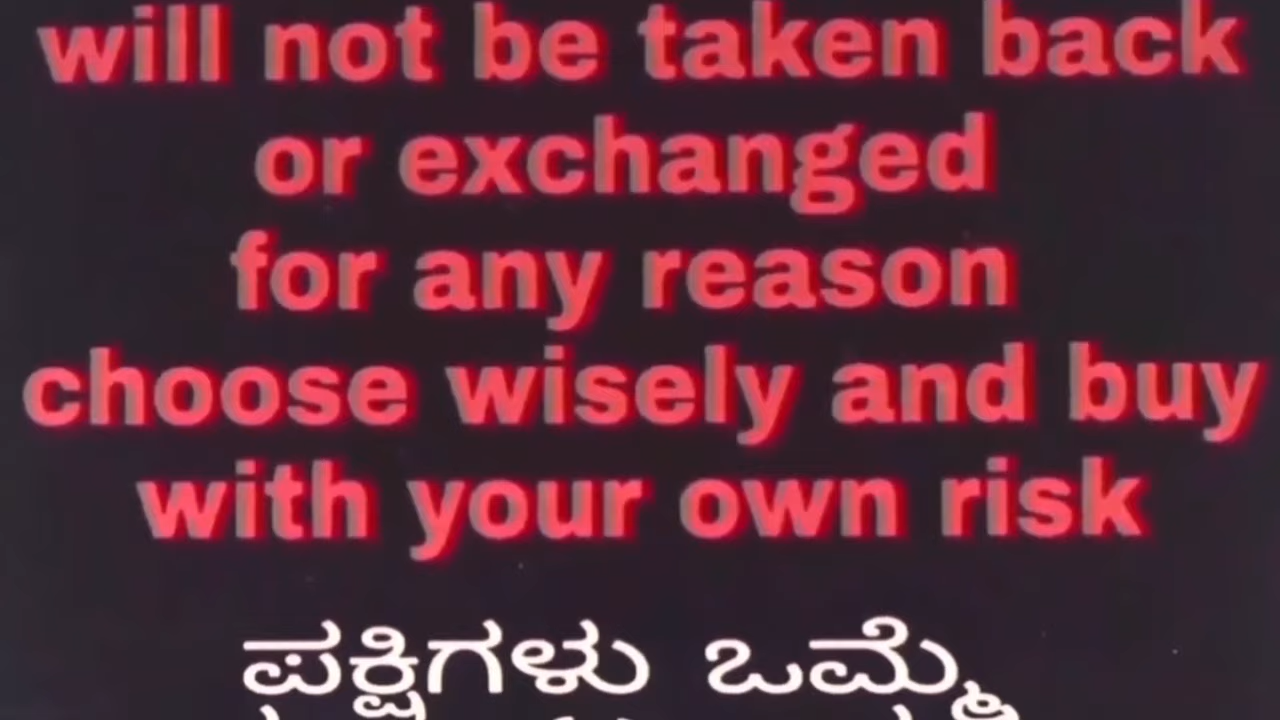 will not be taken back
or exchanged
for any reason
choose wisely and buy
with your own risk
ಪಕ್ಷಿಗಳು ಒಮ್ಮೆ